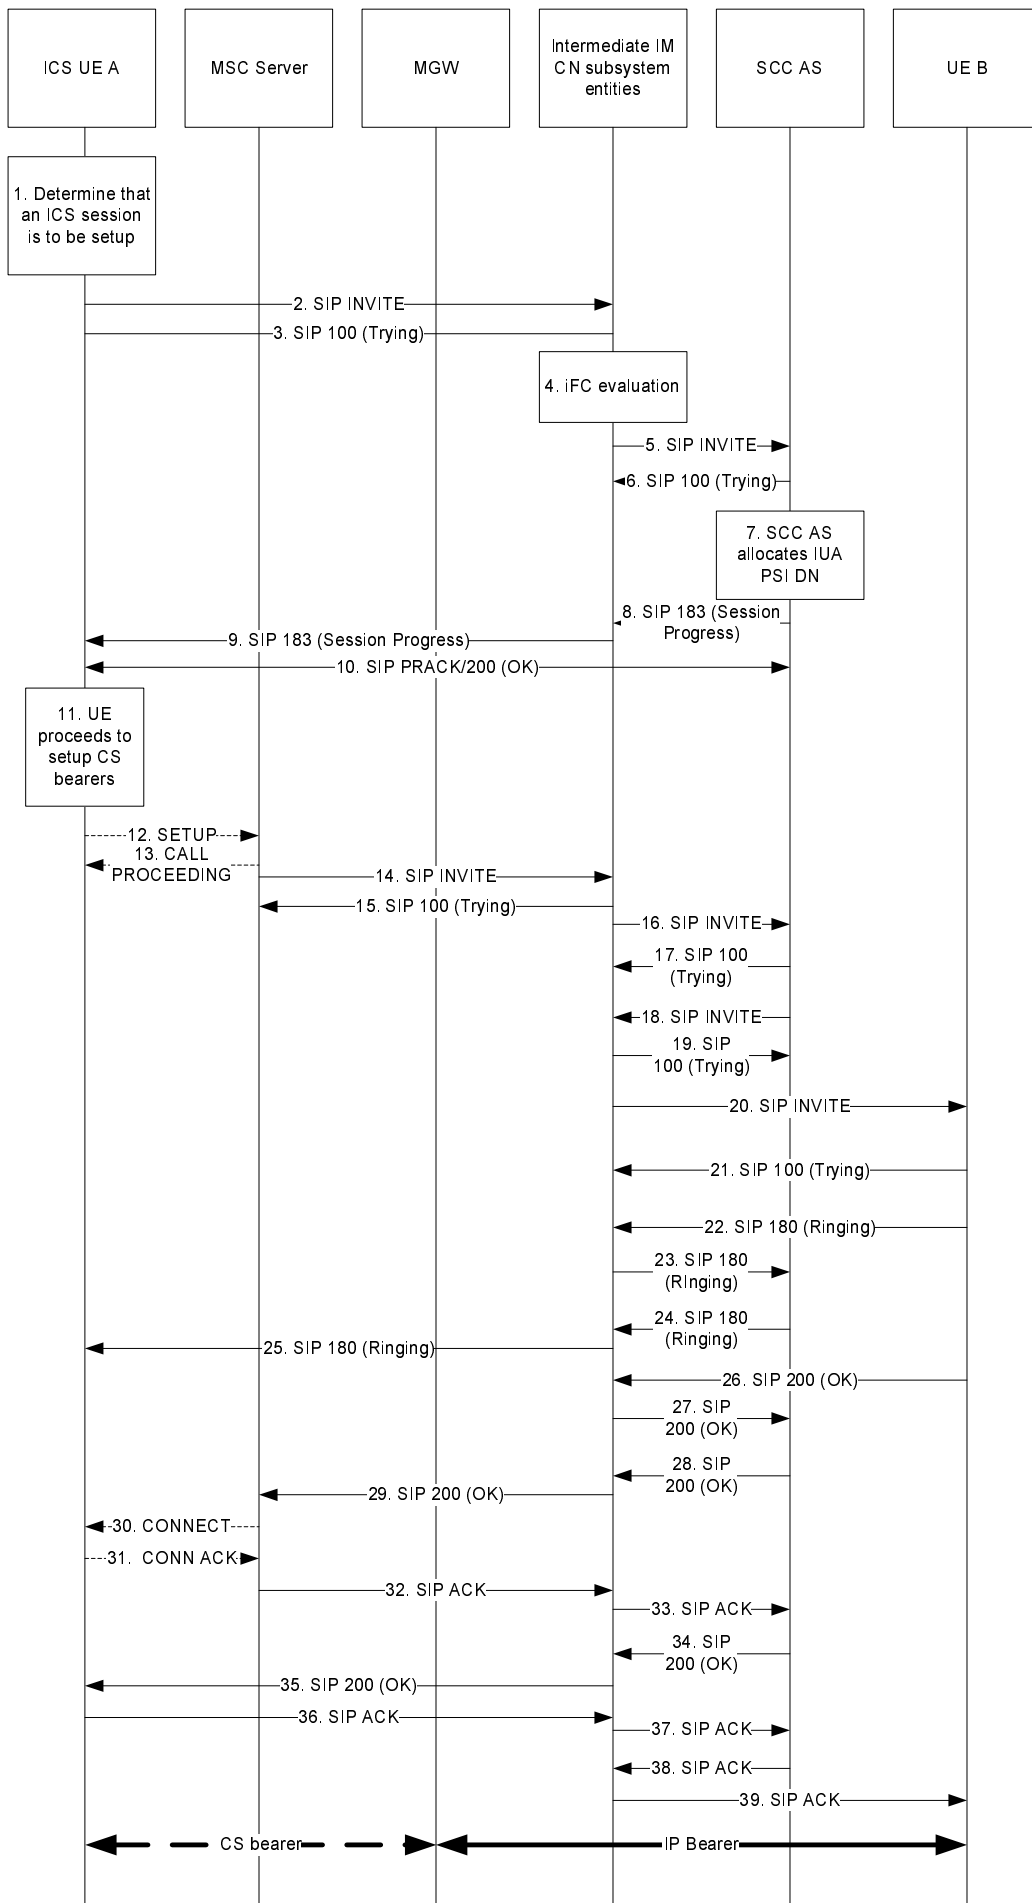 ICS UE A
MSC Server
MGW
Intermediate IM
CN subsystem
entities
SCC AS
UE B
1. Determine that
an ICS session
is to be setup
2. SIP INVITE
3. SIP 100 (Trying)
4. iFC evaluation
5. SIP INVITE
6. SIP 100 (Trying)
7. SCC AS
allocates IUA
PSI DN
8. SIP 183 (Session
Progress)
9. SIP 183 (Session Progress)
10. SIP PRACK/200 (OK)
11. UE
proceeds to
setup CS
bearers
12. SETUP
13. CALL
PROCEEDING
14. SIP INVITE
15. SIP 100 (Trying)
16. SIP INVITE
17. SIP 100
(Trying)
18. SIP INVITE
19. SIP
100 (Trying)
20. SIP INVITE
21. SIP 100 (Trying)
22. SIP 180 (Ringing)
23. SIP 180
(RInging)
24. SIP 180
(Ringing)
25. SIP 180 (Ringing)
26. SIP 200 (OK)
27. SIP
200 (OK)
28. SIP
200 (OK)
29. SIP 200 (OK)
30. CONNECT
31. CONN ACK
32. SIP ACK
33. SIP ACK
34. SIP
200 (OK)
35. SIP 200 (OK)
36. SIP ACK
37. SIP ACK
38. SIP ACK
39. SIP ACK
CS bearer
IP Bearer